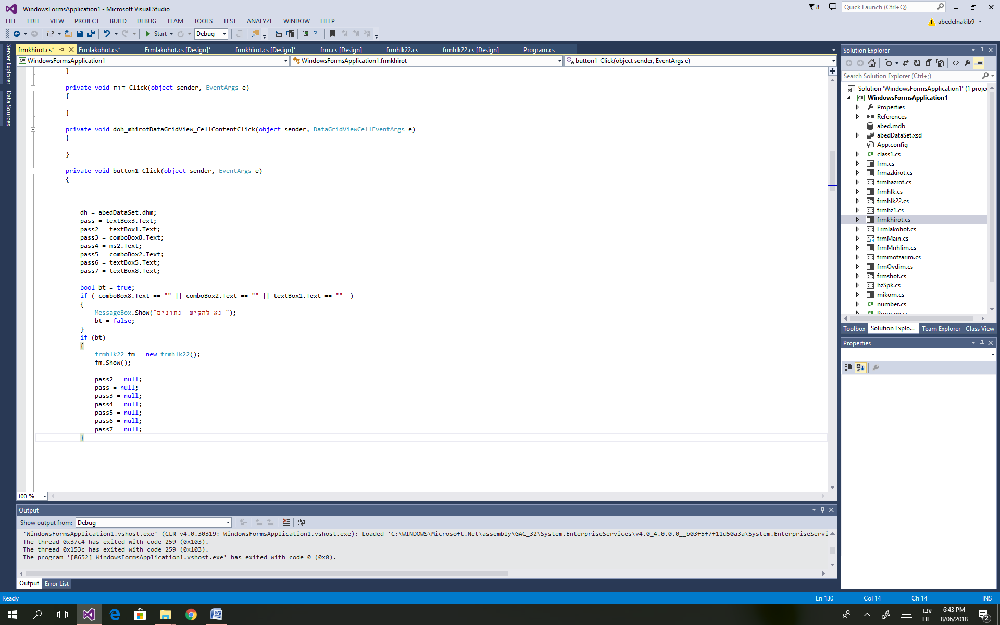 WindowsFormsApplication1 - Microsoft Visual Studio
8
Quick Launch (Ctrl+Q)
FILE EDIT VIEW PROJECT BUILD DEBUG TEAM TOOLS TEST ANALYZE WINDOW HELP
abedelnakib9
Start Debug
Server Explorer
Data Sources
frmkhirot.cs* Frmlakohot.cs* Frmlakohot.cs [Design]* frmkhirot.cs [Design]* frm.cs [Design] frmhlk22.cs frmhlk22.cs [Design] Program.cs
WindowsFormsApplication1 WindowsFormsApplication1.frmkhirot button1_Click(object sender, EventArgs e)
}
private void דוח_Click(object sender, EventArgs e)
{
}
private void doh_mhirotDataGridView_CellContentClick(object sender, DataGridViewCellEventArgs e)
{
}
private void button1_Click(object sender, EventArgs e)
{
dh = abedDataSet.dhm;
pass = textBox3.Text;
pass2 = textBox1.Text;
pass3 = comboBox8.Text;
pass4 = ms2.Text;
pass5 = comboBox2.Text;
pass6 = textBox5.Text;
pass7 = textBox8.Text;
bool bt = true;
if ( comboBox8.Text == "" || comboBox2.Text == "" || textBox1.Text == "" )
{
MessageBox.Show("נא להקיש  נתונים ");
bt = false;
}
if (bt)
{
frmhlk22 fm = new frmhlk22();
fm.Show();
pass2 = null;
pass = null;
pass3 = null;
pass4 = null;
pass5 = null;
pass6 = null;
pass7 = null;
}
100 %
Output
Show output from: Debug
'WindowsFormsApplication1.vshost.exe' (CLR v4.0.30319: WindowsFormsApplication1.vshost.exe): Loaded 'C:\WINDOWS\Microsoft.Net\assembly\GAC_32\System.EnterpriseServices\v4.0_4.0.0.0__b03f5f7f11d50a3a\System.EnterpriseServi
The thread 0x37c4 has exited with code 259 (0x103).
The thread 0x153c has exited with code 259 (0x103).
The program '[8652] WindowsFormsApplication1.vshost.exe' has exited with code 0 (0x0).
Output Error List
Solution Explorer
Search Solution Explorer (Ctrl+;)
Solution 'WindowsFormsApplication1' (1 projec
WindowsFormsApplication1
Properties
References
abed.mdb
abedDataSet.xsd
App.config
class1.cs
frm.cs
frmazkirot.cs
frmhazrot.cs
frmhlk.cs
frmhlk22.cs
frmhz1.cs
frmkhirot.cs
Frmlakohot.cs
frmMain.cs
frmMnhlim.cs
frmmotzarim.cs
frmOvdim.cs
frmshot.cs
hzSpk.cs
mikom.cs
number.cs
Program.cs
Toolbox Solution Explo... Team Explorer Class View
Properties
Ready Ln 130 Col 14 Ch 14 INS
עבר
HE
6:43 PM
8/06/2018
2